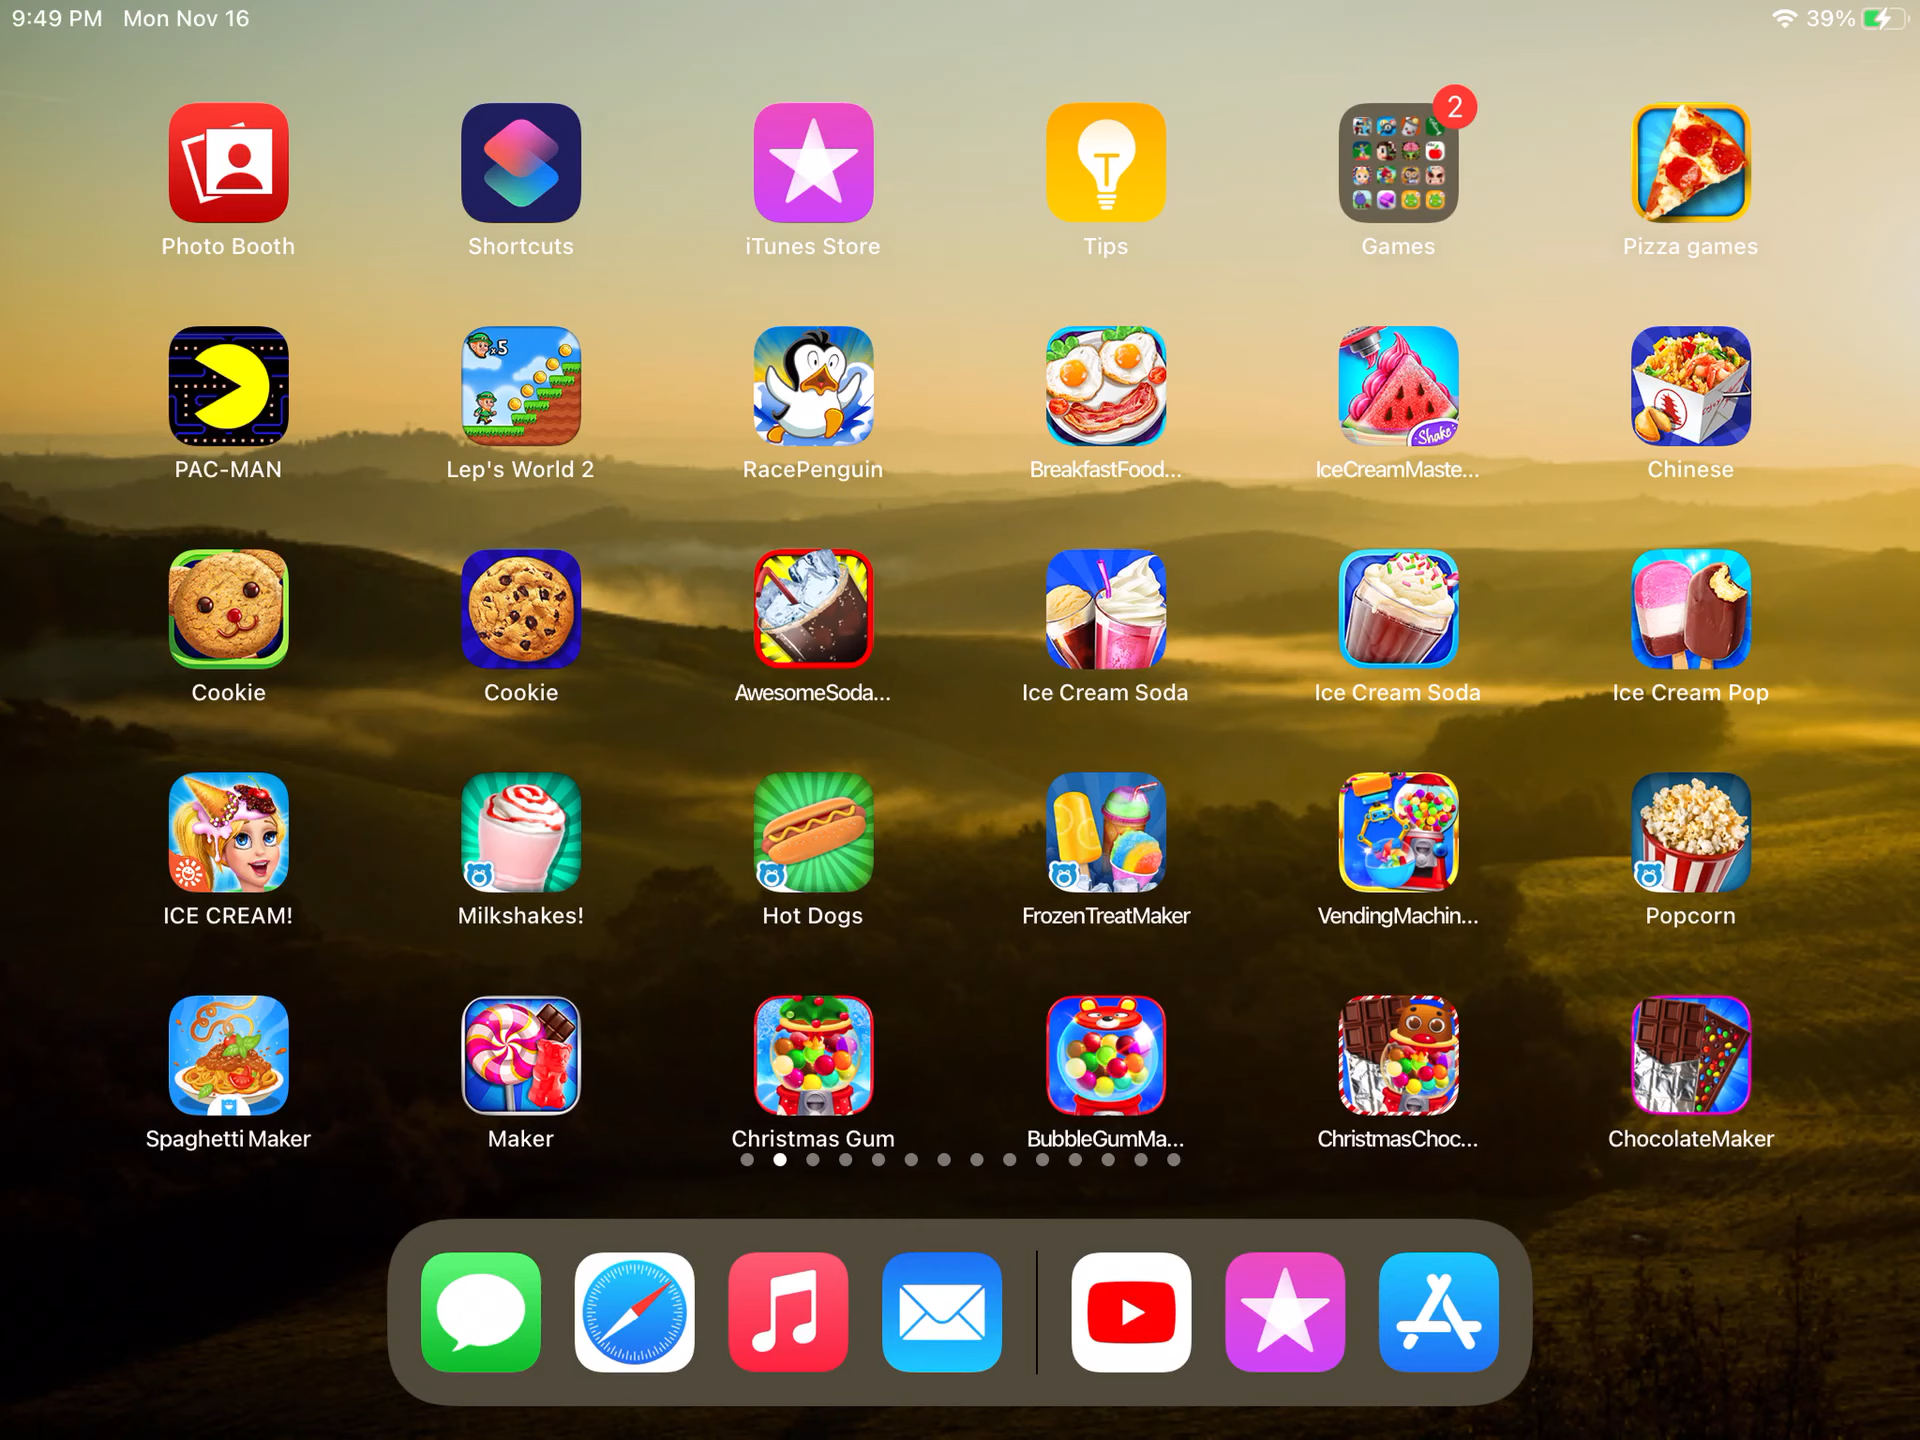 9:49 PM Mon Nov 16
39%
2
Photo Booth
Shortcuts
iTunes Store
Tips
Games
Pizza games
x5
Shake
PAC-MAN
Lep's World 2
RacePenguin
BreakfastFood...
IceCreamMaste...
Chinese
Cookie
Cookie
AwesomeSoda...
Ice Cream Soda
Ice Cream Soda
Ice Cream Pop
ICE CREAM!
Milkshakes!
Hot Dogs
FrozenTreatMaker
VendingMachin...
Popcorn
Spaghetti Maker
Maker
Christmas Gum
BubbleGumMa...
ChristmasChoc...
ChocolateMaker